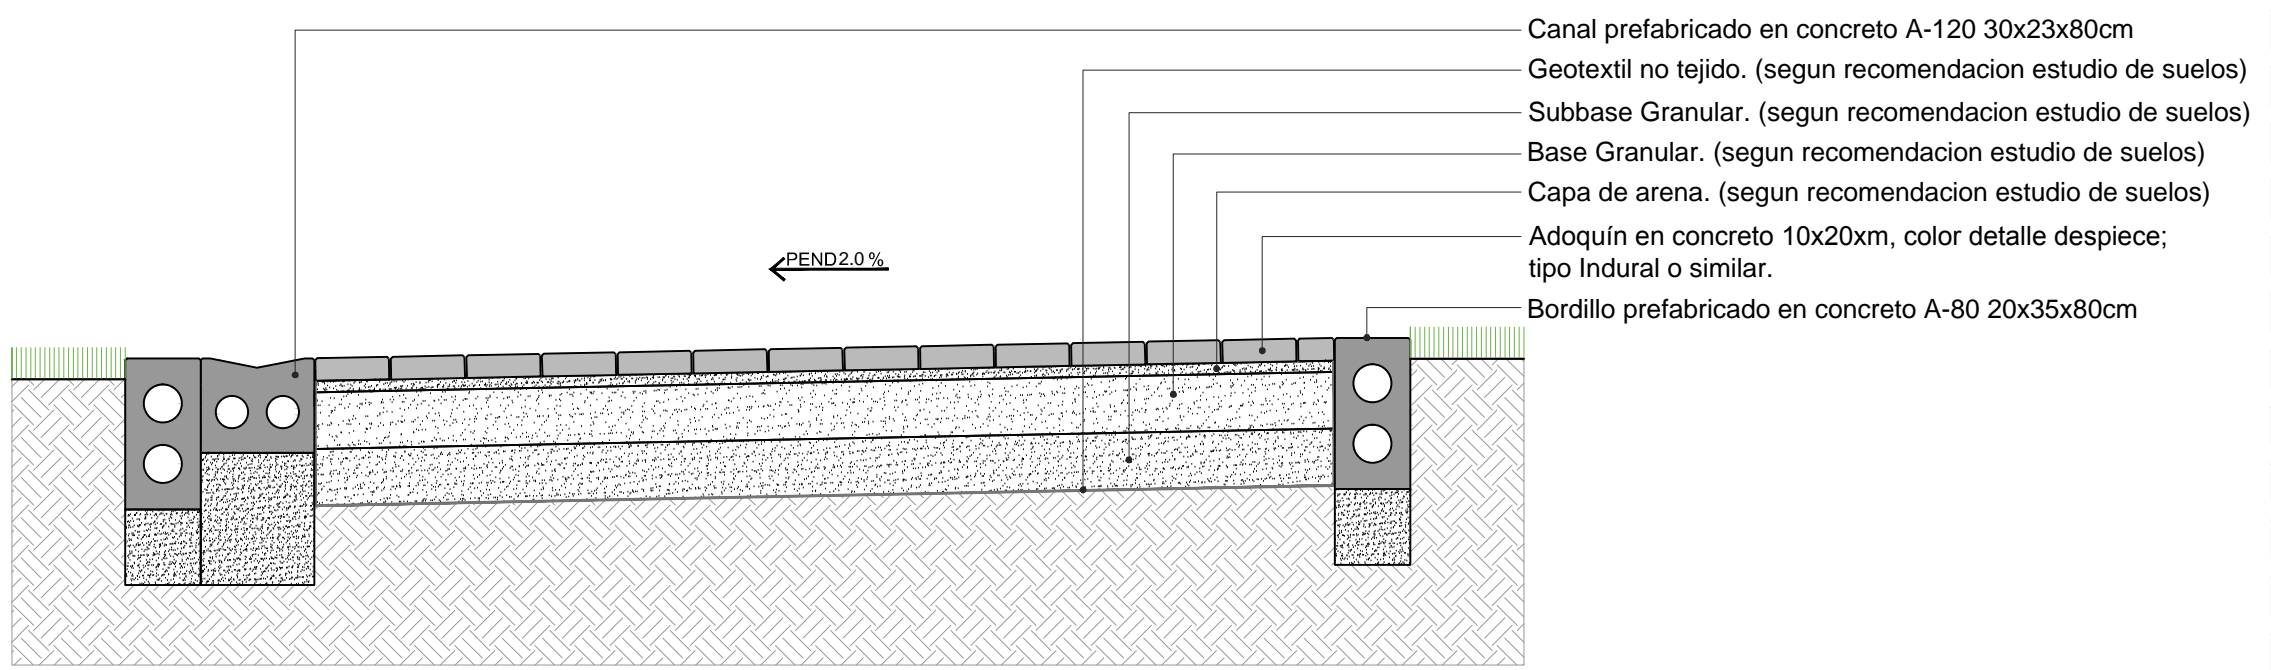 Canal prefabricado en concreto A-120 30x23x80cm
Geotextil no tejido. (segun recomendacion estudio de suelos)
Subbase Granular. (segun recomendacion estudio de suelos)
Base Granular. (segun recomendacion estudio de suelos)
Capa de arena. (segun recomendacion estudio de suelos)
Adoquín en concreto 10x20xm, color detalle despiece;
tipo Indural o similar.
Bordillo prefabricado en concreto A-80 20x35x80cm
PEND2.0 %